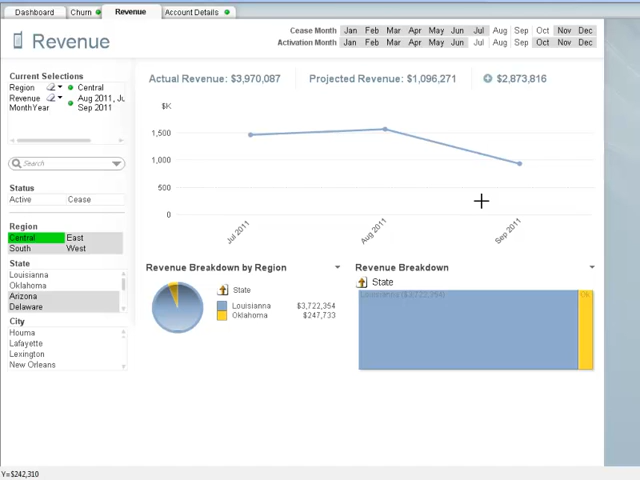 Dashboard Churn Revenue Account Details
Revenue
Cease Month Jan Feb Mar Apr May Jun Jul Aug Sep Oct Nov Dec
Activation Month Jan Feb Mar Apr May Jun Jul Aug Sep Oct Nov Dec
Current Selections
Region Central
Revenue Aug 2011, Ju
MonthYear Sep 2011
Search
Status
Active Cease
Region
Central East
South West
State
Louisianna
Oklahoma
Arizona
Delaware
City
Houma
Lafayette
Lexington
New Orleans
Actual Revenue: $3,970,087 Projected Revenue: $1,096,271 $2,873,816
$K
1,500
1,000
500
0
Jul 2011 Aug 2011 Sep 2011
Revenue Breakdown by Region
State
Louisianna $3,722,354
Oklahoma $247,733
Revenue Breakdown
State
Louisianna ($3,722,354) Ok
Y=$242,310